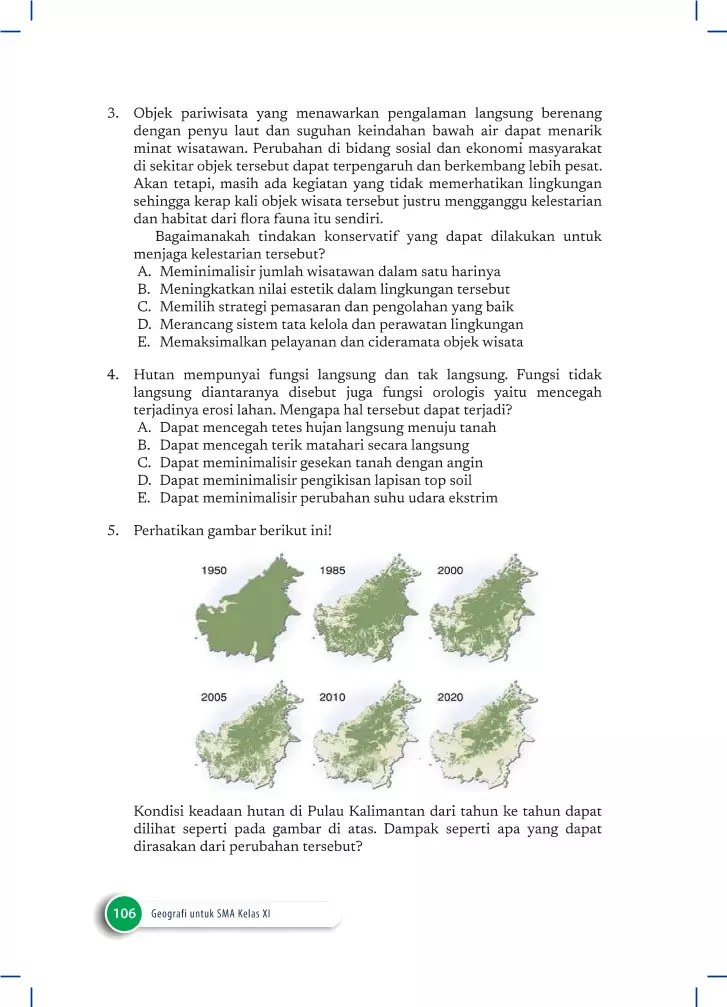 3. Objek pariwisata yang menawarkan pengalaman langsung berenang
dengan penyu laut dan suguhan keindahan bawah air dapat menarik
minat wisatawan. Perubahan di bidang sosial dan ekonomi masyarakat
di sekitar objek tersebut dapat terpengaruh dan berkembang lebih pesat.
Akan tetapi, masih ada kegiatan yang tidak memerhatikan lingkungan
sehingga kerap kali objek wisata tersebut justru mengganggu kelestarian
dan habitat dari flora fauna itu sendiri.
Bagaimanakah tindakan konservatif yang dapat dilakukan untuk
menjaga kelestarian tersebut?
A. Meminimalisir jumlah wisatawan dalam satu harinya
B. Meningkatkan nilai estetik dalam lingkungan tersebut
C. Memilih strategi pemasaran dan pengolahan yang baik
D. Merancang sistem tata kelola dan perawatan lingkungan
E. Memaksimalkan pelayanan dan cideramata objek wisata
4. Hutan mempunyai fungsi langsung dan tak langsung. Fungsi tidak
langsung diantaranya disebut juga fungsi orologis yaitu mencegah
terjadinya erosi lahan. Mengapa hal tersebut dapat terjadi?
A. Dapat mencegah tetes hujan langsung menuju tanah
B. Dapat mencegah terik matahari secara langsung
C. Dapat meminimalisir gesekan tanah dengan angin
D. Dapat meminimalisir pengikisan lapisan top soil
E. Dapat meminimalisir perubahan suhu udara ekstrim
5. Perhatikan gambar berikut ini!
1950 1985 2000
2005 2010 2020
Kondisi keadaan hutan di Pulau Kalimantan dari tahun ke tahun dapat
dilihat seperti pada gambar di atas. Dampak seperti apa yang dapat
dirasakan dari perubahan tersebut?
106 Geografi untuk SMA Kelas XI